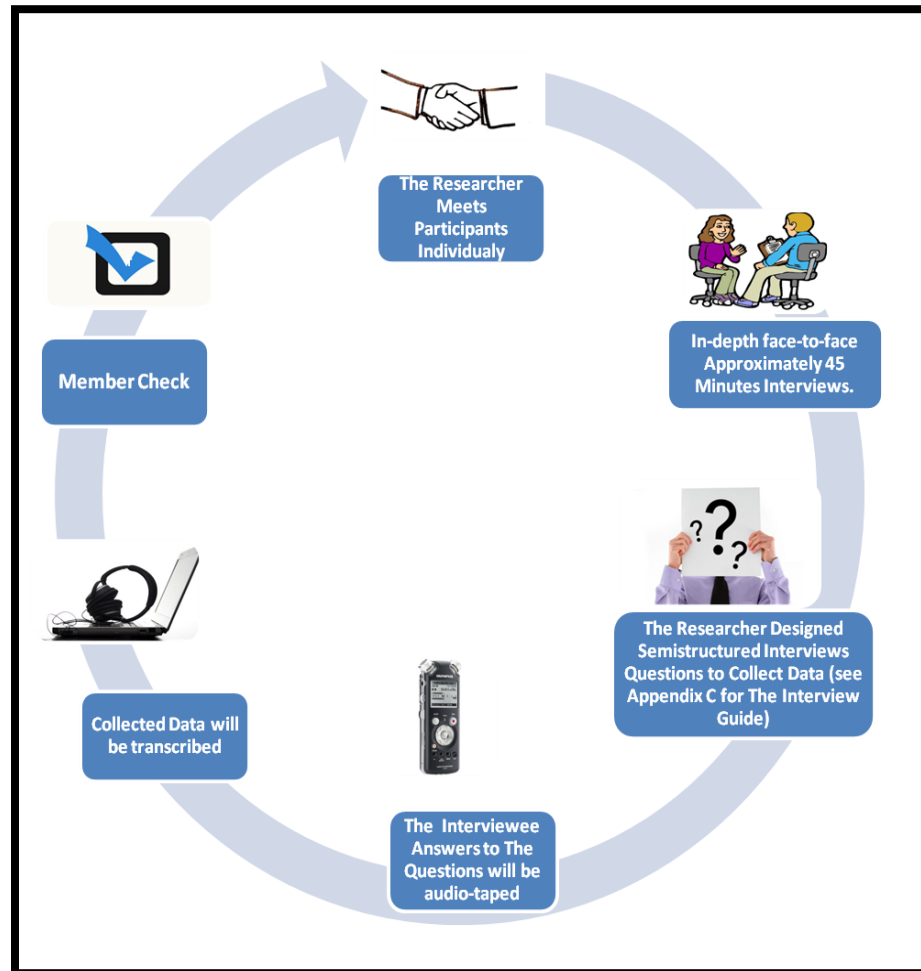 The Researcher
Meets
Participants
Individualy
In-depth face-to-face
Approximately 45
Minutes Interviews.
?
?
?
The Researcher Designed
Semistructured Interviews
Questions to Collect Data (see
Appendix C for The Interview
Guide)
The Interviewee
Answers to The
Questions will be
audio-taped
Collected Data will
be transcribed
Member Check